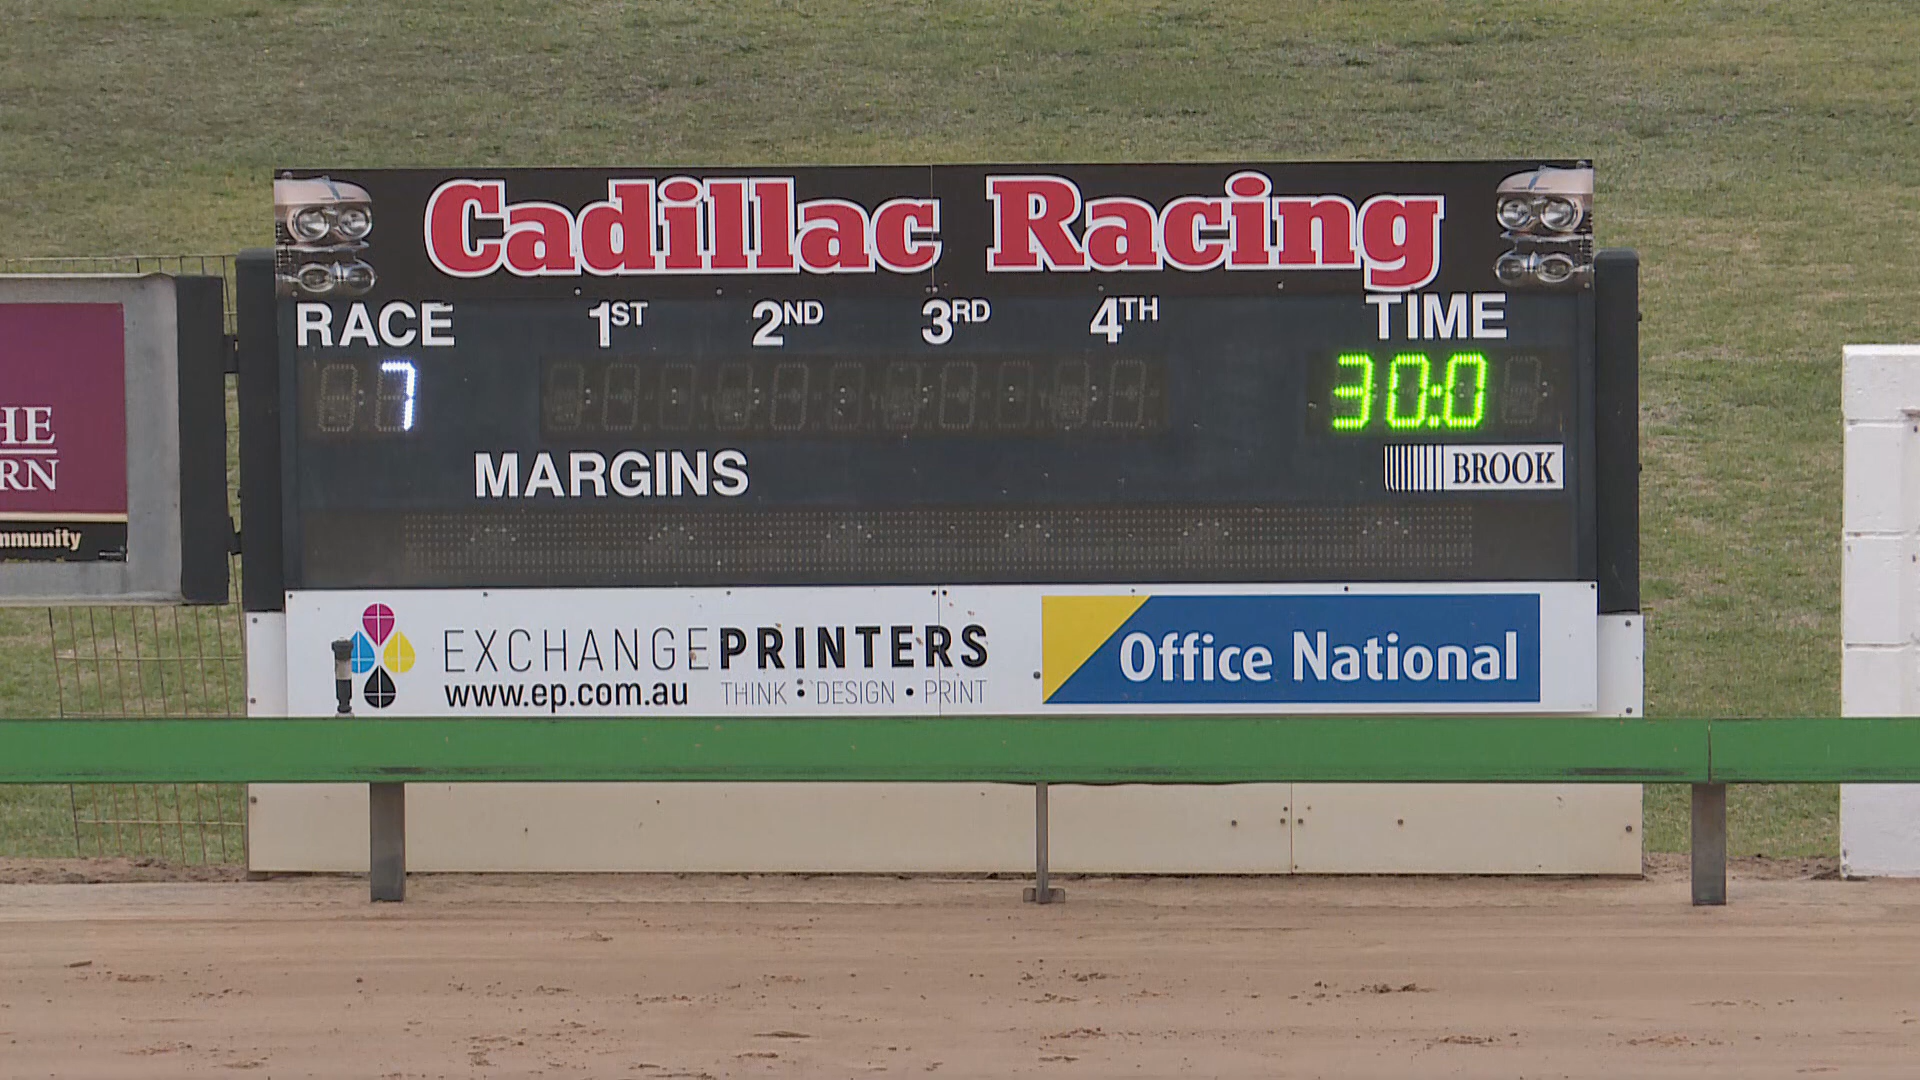 Cadillac Racing
RACE 1ST 2ND 3RD 4TH TIME
7 30:0
MARGINS
BROOK
HE
RN
mmunity
EXCHANGEPRINTERS
www.ep.com.au THINK • DESIGN • PRINT
Office National